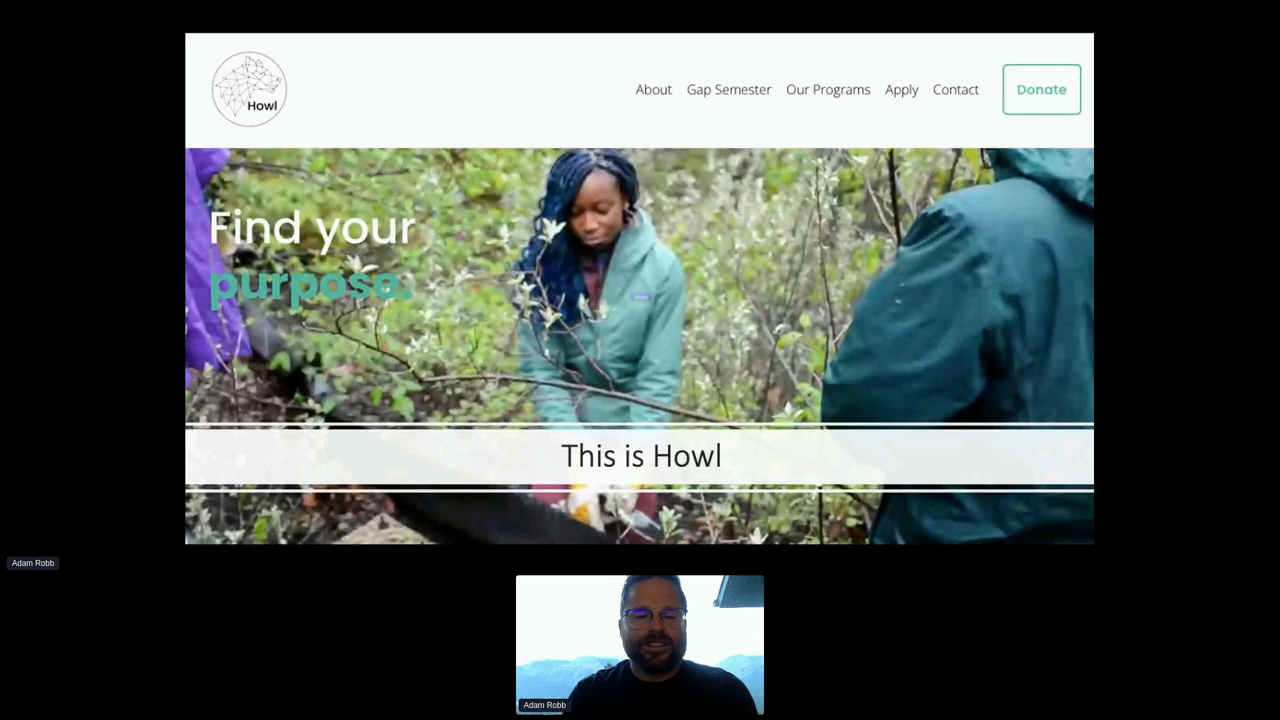 Howl
About Gap Semester Our Programs Apply Contact Donate
Find your
purpose.
This is Howl
Adam Robb
Adam Robb